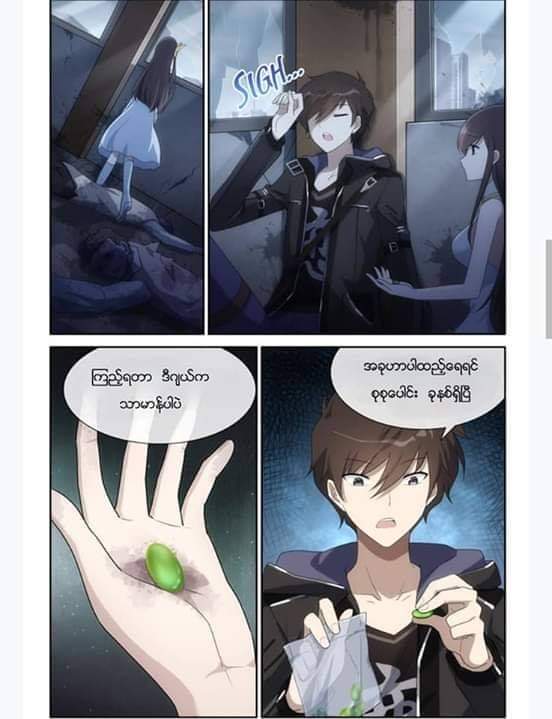 SIGH...
ကြည့်ရတာ ဒီဂျယ်က
သာမာန်ပါပဲ
အခုဟာပါထည့်ရေရင်
စုစုပေါင်း ခုနစ်ရှိပြီ